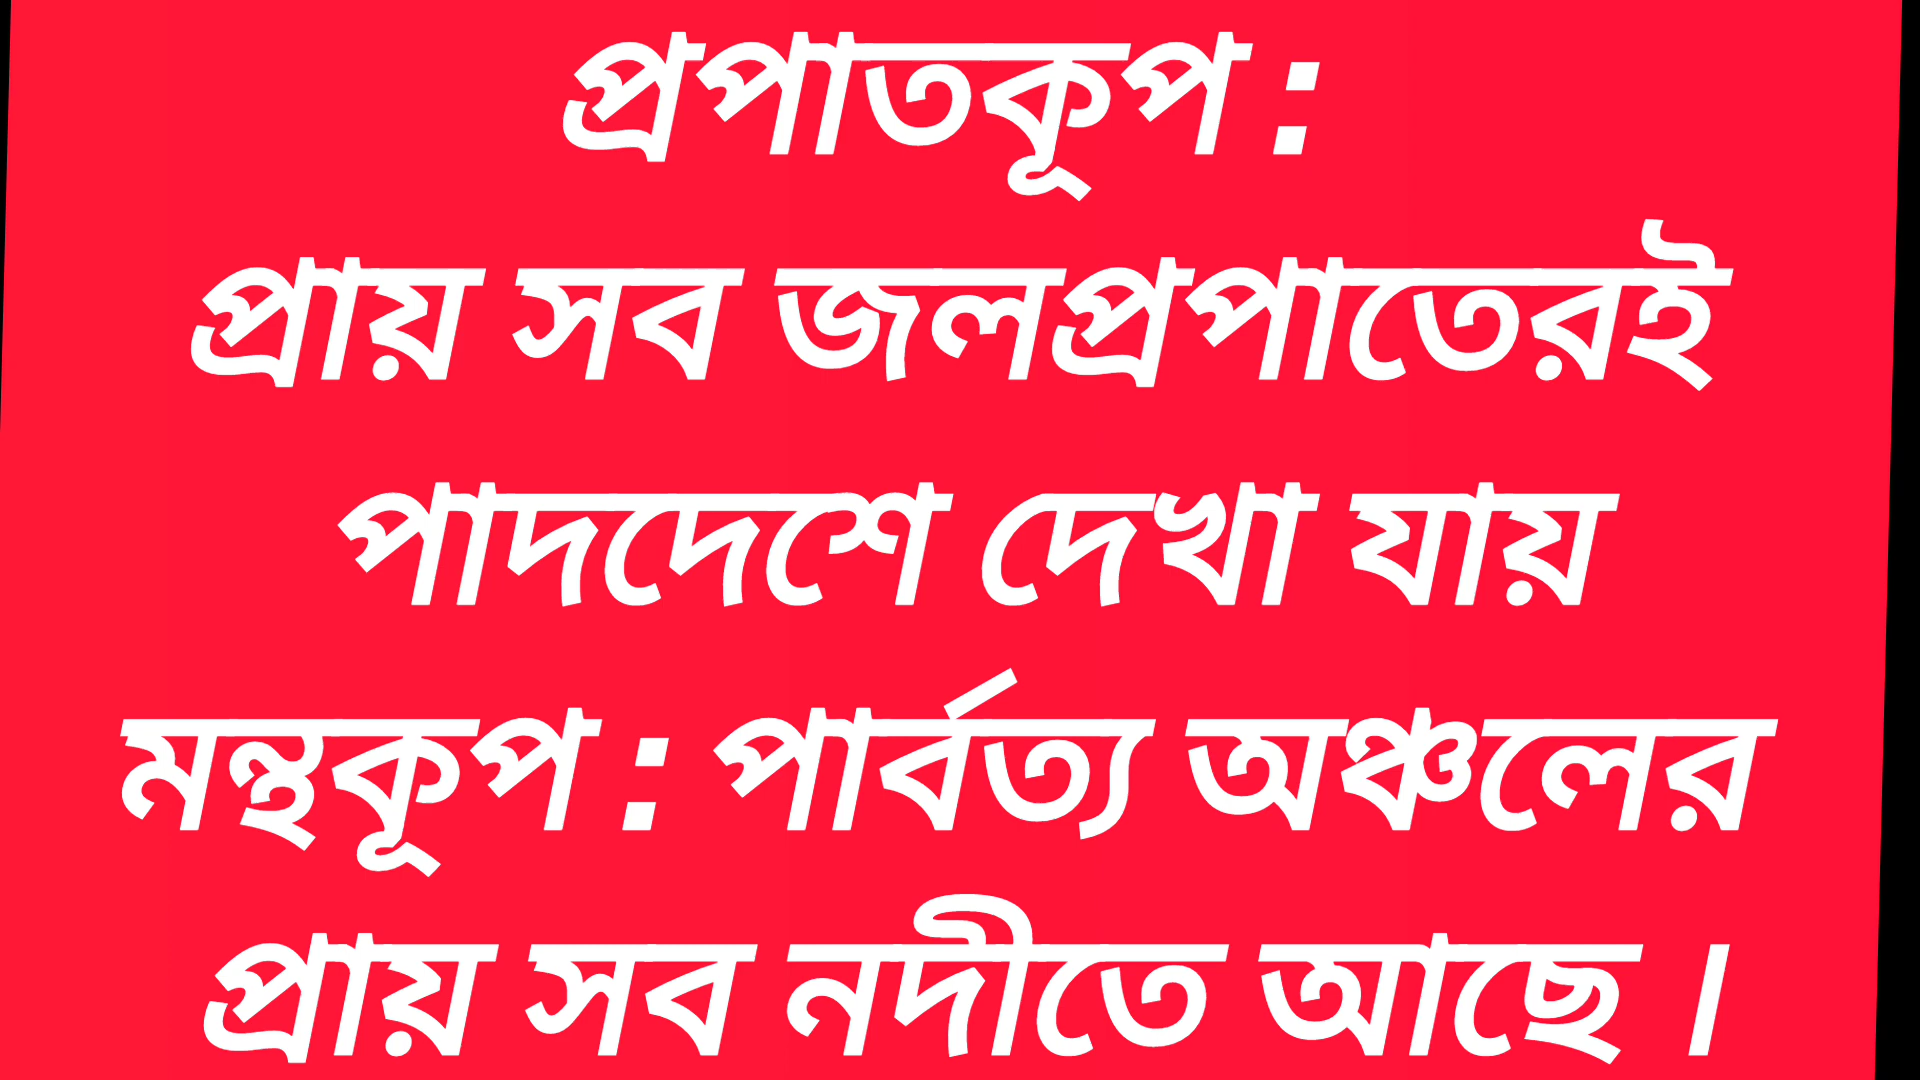 প্রপাতকূপ :
প্রায় সব জলপ্রপাতেরই
পাদদেশে দেখা যায়
মন্থকূপ : পার্বত্য অঞ্চলের
প্রায় সব নদীতে আছে ।